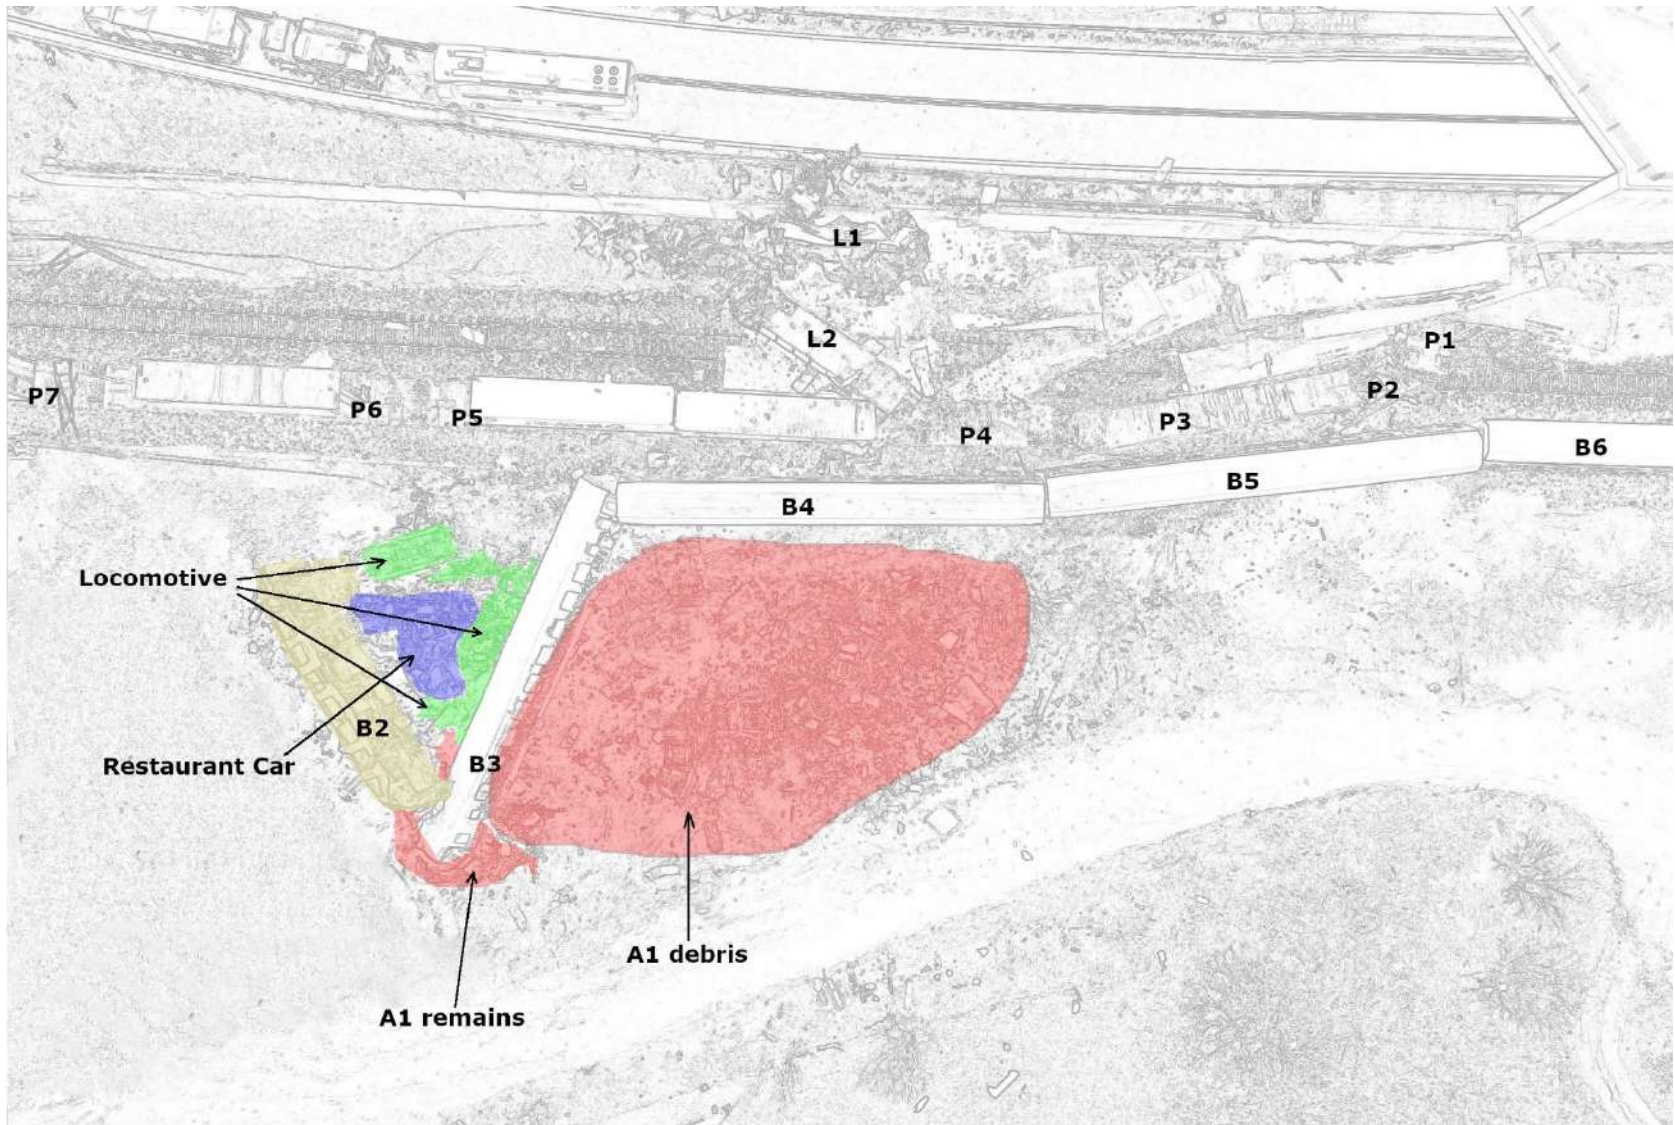 L1
L2
P1
P2
P7
P6
P5
P4
P3
B6
B5
B4
Locomotive
B2
Restaurant Car
B3
A1 debris
A1 remains